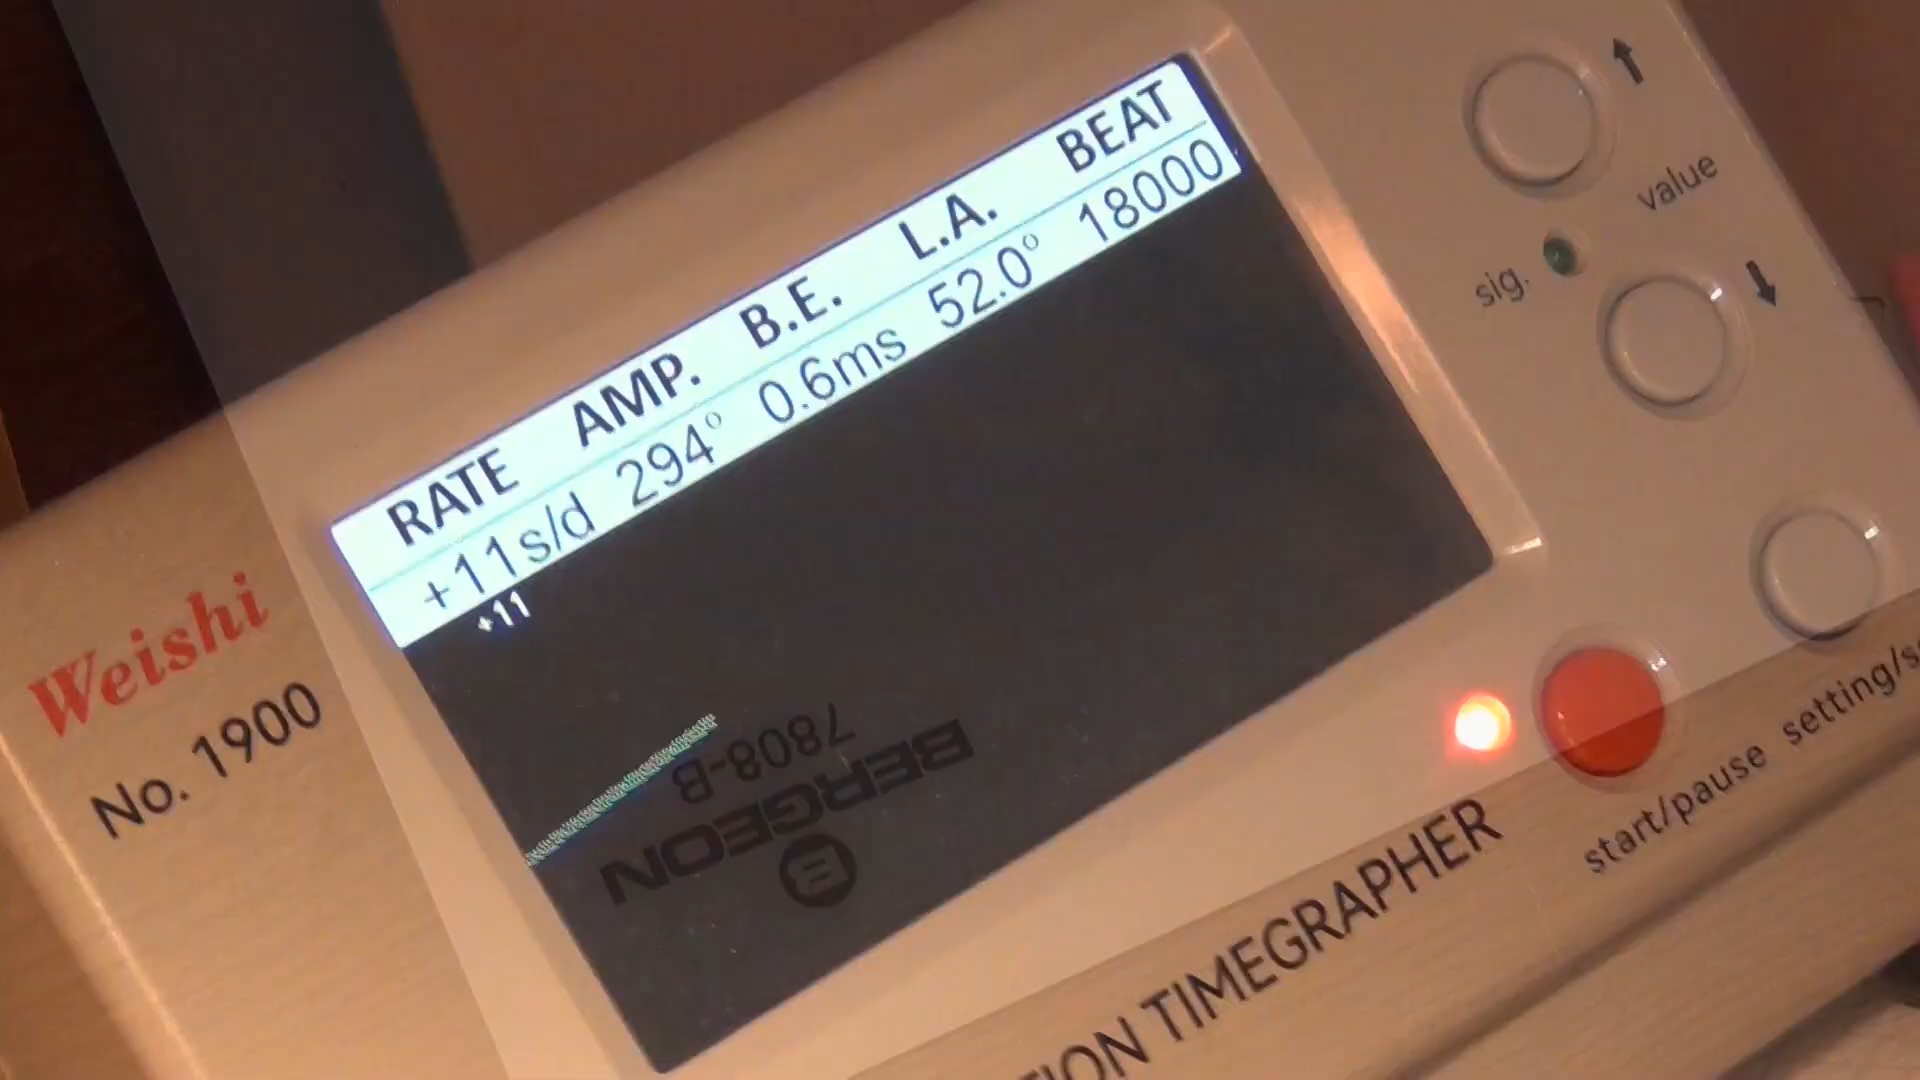 RATE AMP. B.E. L.A. BEAT
+11s/d 294° 0.6ms 52.0° 18000
+11
Weishi
No. 1900
7808-B
BERGEON
value
sig.
start/pause setting/s
TION TIMEGRAPHER